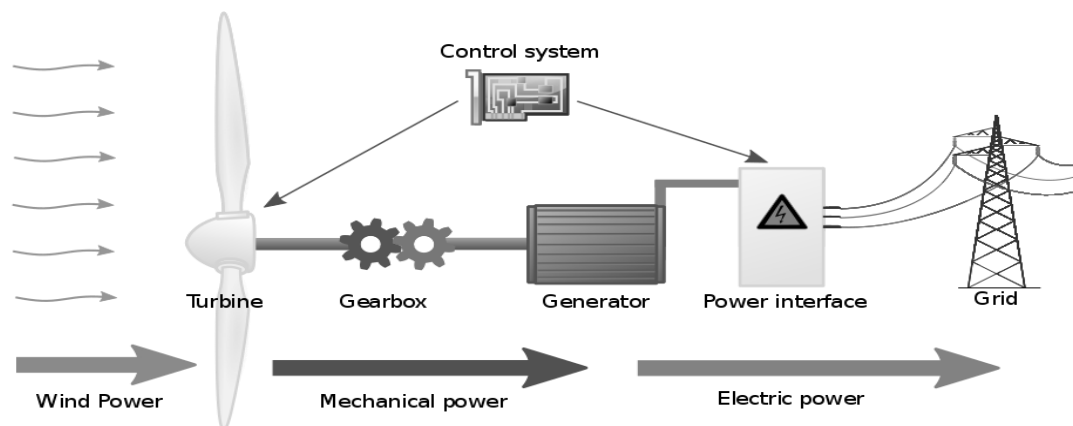 Control system
Turbine
Gearbox
Generator
Power interface
Grid
Wind Power
Mechanical power
Electric power